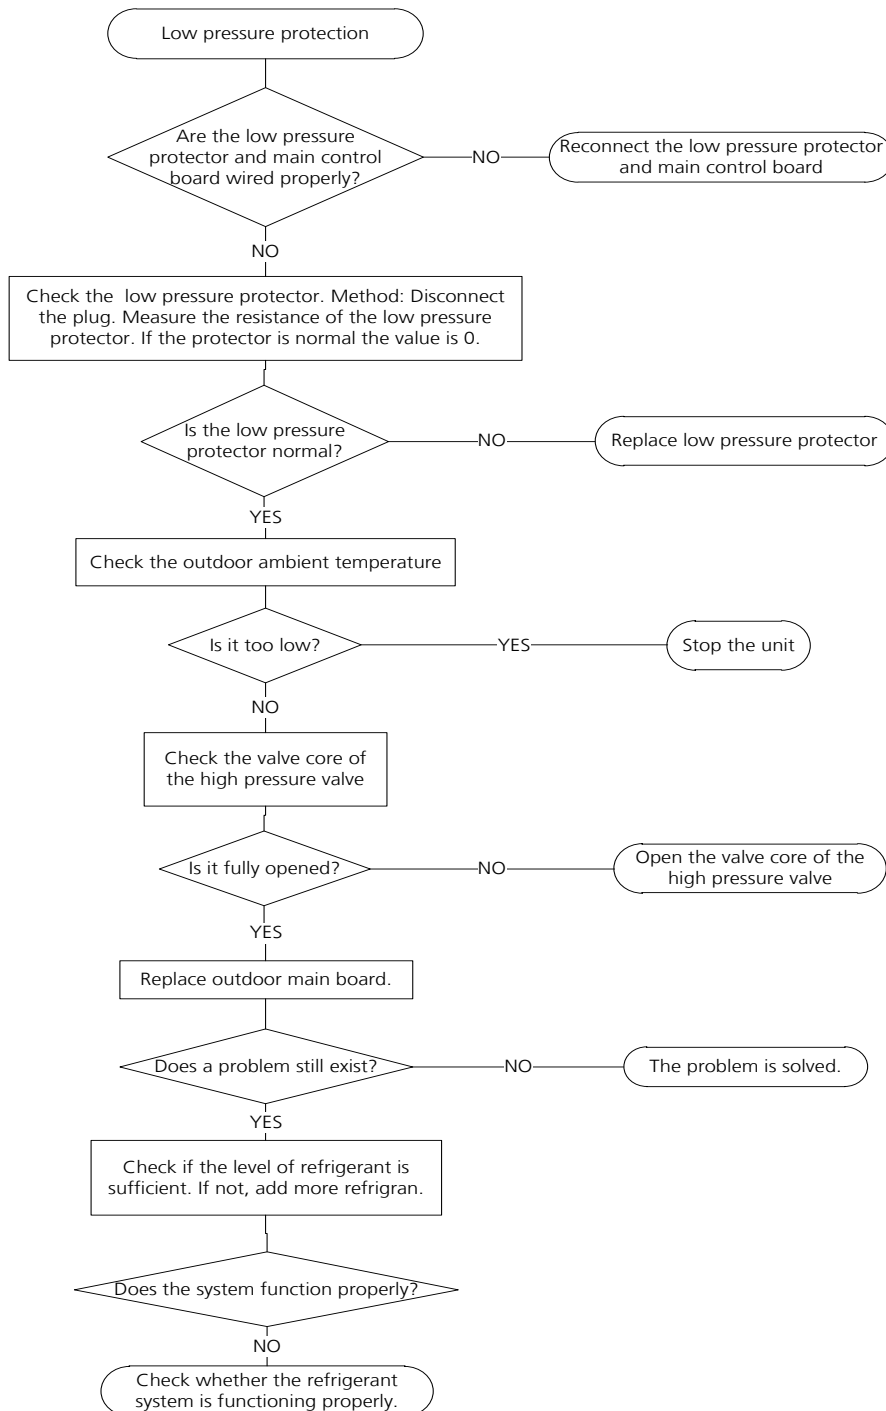 Low pressure protection
Are the low pressure
protector and main control
board wired properly?
NO
Reconnect the low pressure protector
and main control board
NO
Check the low pressure protector. Method: Disconnect
the plug. Measure the resistance of the low pressure
protector. If the protector is normal the value is 0.
Is the low pressure
protector normal?
NO
Replace low pressure protector
YES
Check the outdoor ambient temperature
Is it too low?
YES
Stop the unit
NO
Check the valve core of
the high pressure valve
Is it fully opened?
NO
Open the valve core of the
high pressure valve
YES
Replace outdoor main board.
Does a problem still exist?
NO
The problem is solved.
YES
Check if the level of refrigerant is
sufficient. If not, add more refrigran.
Does the system function properly?
NO
Check whether the refrigerant
system is functioning properly.